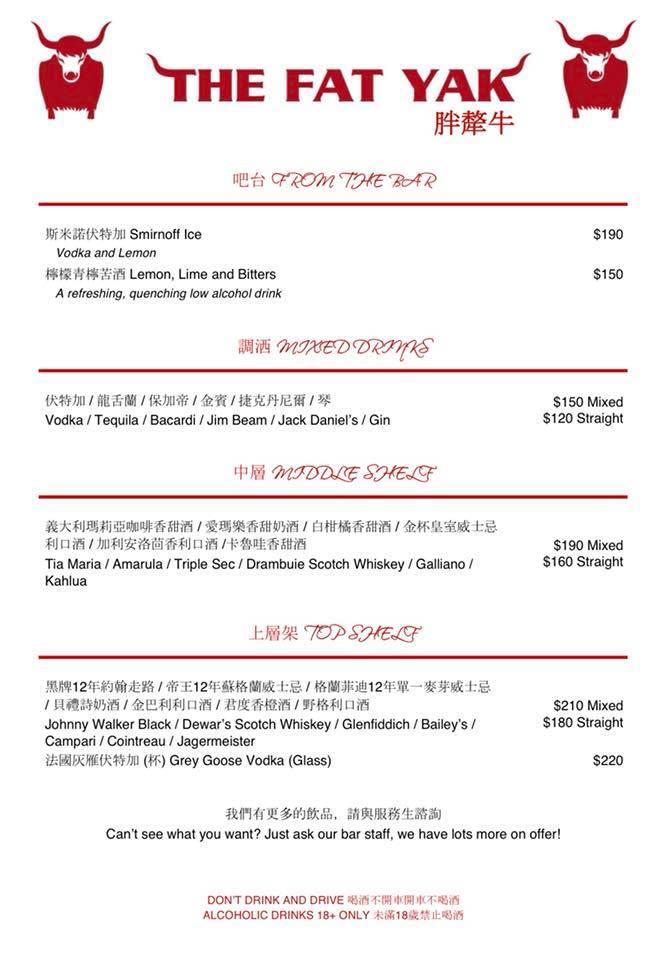 THE FAT YAK
胖犛牛
吧台 FROM THE BAR
斯米諾伏特加 Smirnoff Ice $190
Vodka and Lemon
檸檬青檸苦酒 Lemon, Lime and Bitters $150
A refreshing, quenching low alcohol drink
調酒 MIXED DRINKS
伏特加 / 龍舌蘭 / 保加帝 / 金賓 / 捷克丹尼爾 / 琴 $150 Mixed
Vodka / Tequila / Bacardi / Jim Beam / Jack Daniel's / Gin $120 Straight
中層 MIDDLE SHELF
義大利瑪莉亞咖啡香甜酒 / 愛瑪樂香甜奶酒 / 白柑橘香甜酒 / 金杯皇室威士忌
利口酒 / 加利安洛茴香利口酒 /卡魯哇香甜酒 $190 Mixed
Tia Maria / Amarula / Triple Sec / Drambuie Scotch Whiskey / Galliano / $160 Straight
Kahlua
上層架 TOP SHELF
黑牌12年約翰走路 / 帝王12年蘇格蘭威士忌 / 格蘭菲迪12年單一麥芽威士忌
/ 貝禮詩奶酒 / 金巴利利口酒 / 君度香橙酒 / 野格利口酒 $210 Mixed
Johnny Walker Black / Dewar's Scotch Whiskey / Glenfiddich / Bailey's / $180 Straight
Campari / Cointreau / Jagermeister
法國灰雁伏特加 (杯) Grey Goose Vodka (Glass) $220
我們有更多的飲品，請與服務生諮詢
Can't see what you want? Just ask our bar staff, we have lots more on offer!
DON'T DRINK AND DRIVE 喝酒不開車開車不喝酒
ALCOHOLIC DRINKS 18+ ONLY 未滿18歲禁止喝酒